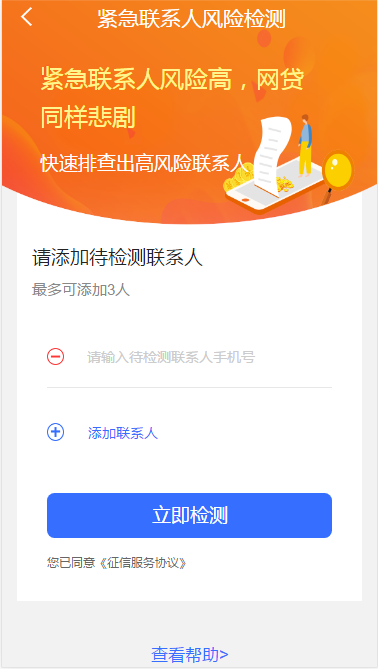 紧急联系人风险检测
紧急联系人风险高，网贷
同样悲剧
快速排查出高风险联系人
请添加待检测联系人
最多可添加3人
请输入待检测联系人手机号
添加联系人
立即检测
您已同意《征信服务协议》
查看帮助>